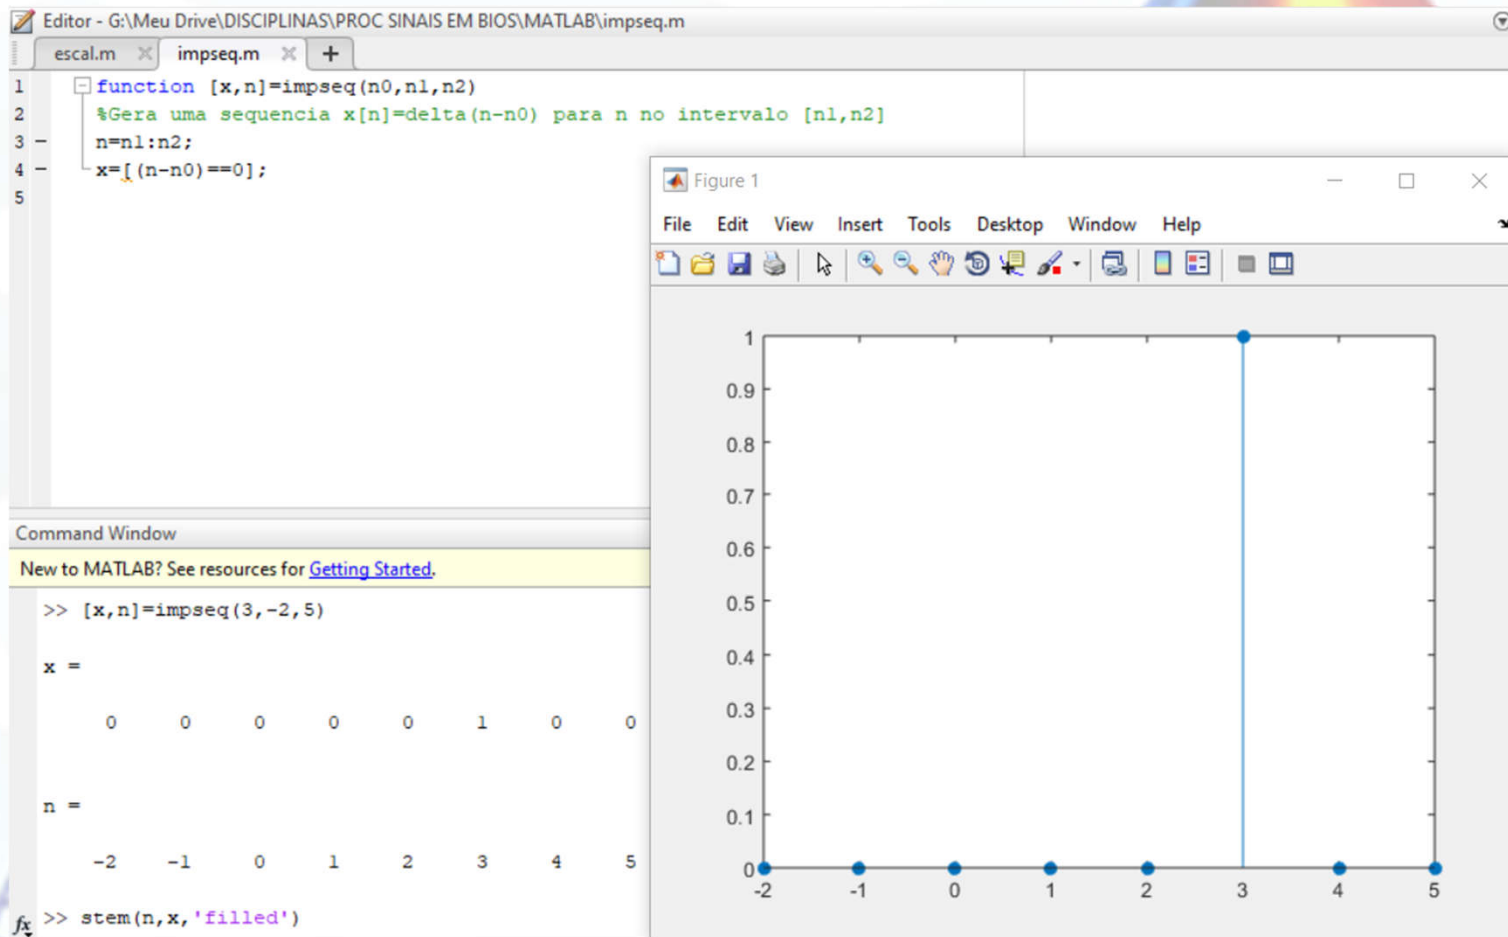 Editor - G:\Meu Drive\DISCIPLINAS\PROC SINAIS EM BIOS\MATLAB\impseq.m
escal.m impseq.m
1 function [x,n]=impseq(n0,n1,n2)
2 %Gera uma sequencia x[n]=delta(n-n0) para n no intervalo [n1,n2]
3 - n=n1:n2;
4 - x=[(n-n0)==0];
5
Command Window
New to MATLAB? See resources for Getting Started.
>> [x,n]=impseq(3,-2,5)
x =
0 0 0 0 0 1 0 0
n =
-2 -1 0 1 2 3 4 5
fx >> stem(n,x,'filled')
Figure 1
File Edit View Insert Tools Desktop Window Help
1
0.9
0.8
0.7
0.6
0.5
0.4
0.3
0.2
0.1
0
-2 -1 0 1 2 3 4 5